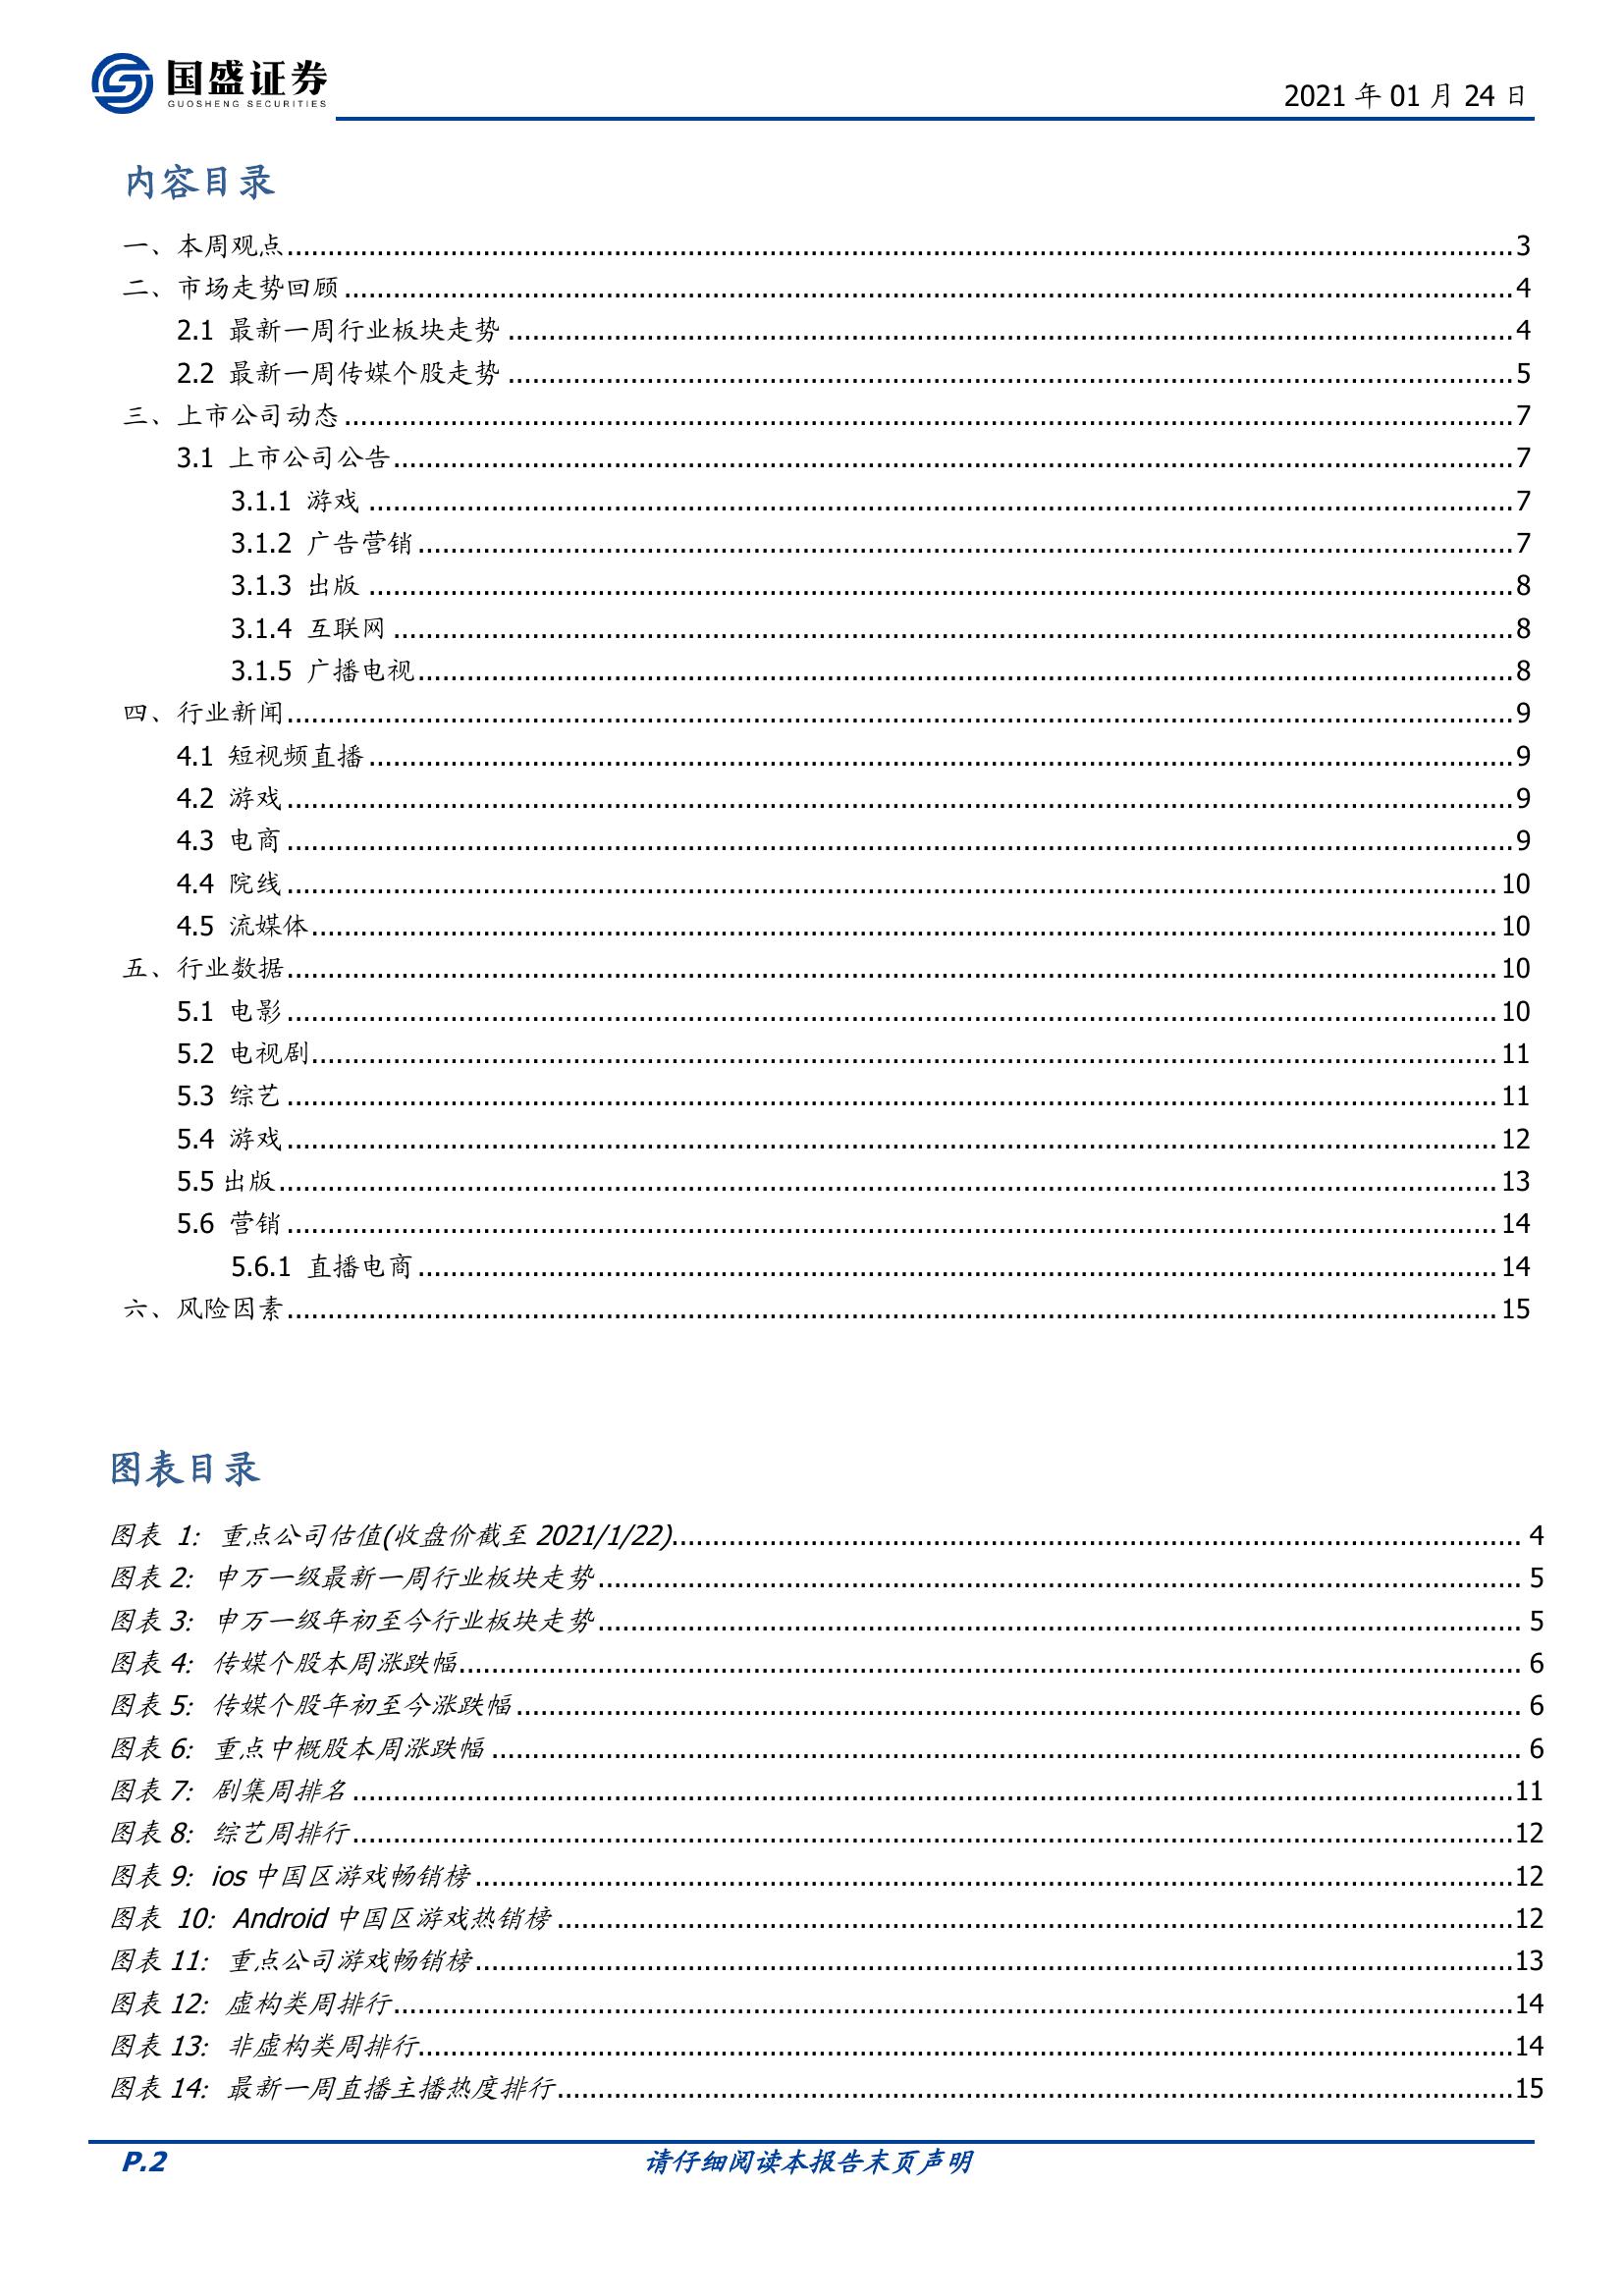 国盛证券
GUOSHENG SECURITIES
2021 年 01 月 24 日
内容目录
一、本周观点........................................................3
二、市场走势回顾........................................................4
2.1 最新一周行业板块走势........................................................4
2.2 最新一周传媒个股走势........................................................5
三、上市公司动态........................................................7
3.1 上市公司公告........................................................7
3.1.1 游戏........................................................7
3.1.2 广告营销........................................................7
3.1.3 出版........................................................8
3.1.4 互联网........................................................8
3.1.5 广播电视........................................................8
四、行业新闻........................................................9
4.1 短视频直播........................................................9
4.2 游戏........................................................9
4.3 电商........................................................9
4.4 院线........................................................10
4.5 流媒体........................................................10
五、行业数据........................................................10
5.1 电影........................................................10
5.2 电视剧........................................................11
5.3 综艺........................................................11
5.4 游戏........................................................12
5.5 出版........................................................13
5.6 营销........................................................14
5.6.1 直播电商........................................................14
六、风险因素........................................................15
图表目录
图表 1: 重点公司估值(收盘价截至 2021/1/22)........................................................4
图表 2: 申万一级最新一周行业板块走势........................................................5
图表 3: 申万一级年初至今行业板块走势........................................................5
图表 4: 传媒个股本周涨跌幅........................................................6
图表 5: 传媒个股年初至今涨跌幅........................................................6
图表 6: 重点中概股本周涨跌幅........................................................6
图表 7: 剧集周排名........................................................11
图表 8: 综艺周排行........................................................12
图表 9: ios 中国区游戏畅销榜........................................................12
图表 10: Android 中国区游戏热销榜........................................................12
图表 11: 重点公司游戏畅销榜........................................................13
图表 12: 虚构类周排行........................................................14
图表 13: 非虚构类周排行........................................................14
图表 14: 最新一周直播主播热度排行........................................................15
P.2 请仔细阅读本报告末页声明